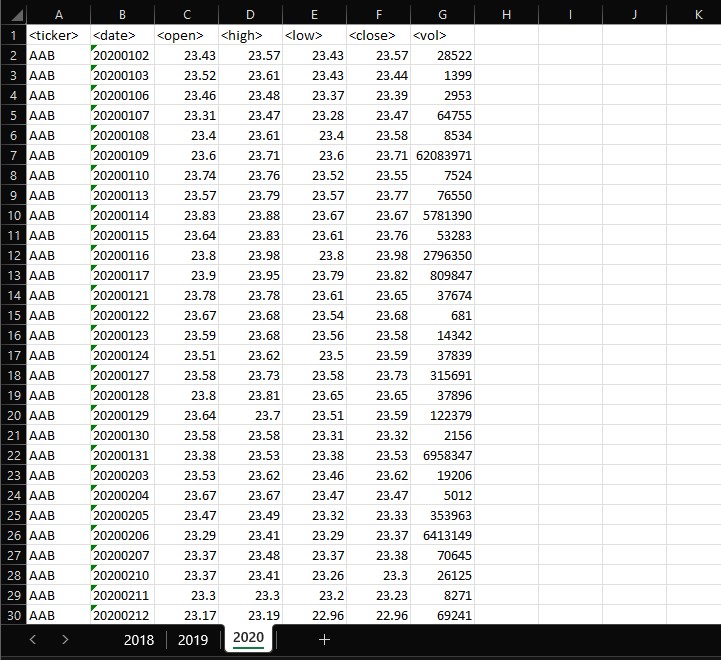 A B C D E F G H I J K
1 <ticker> <date> <open> <high> <low> <close> <vol>
2 AAB 20200102 23.43 23.57 23.43 23.57 28522
3 AAB 20200103 23.52 23.61 23.43 23.44 1399
4 AAB 20200106 23.46 23.48 23.37 23.39 2953
5 AAB 20200107 23.31 23.47 23.28 23.47 64755
6 AAB 20200108 23.4 23.61 23.4 23.58 8534
7 AAB 20200109 23.6 23.71 23.6 23.71 62083971
8 AAB 20200110 23.74 23.76 23.52 23.55 7524
9 AAB 20200113 23.57 23.79 23.57 23.77 76550
10 AAB 20200114 23.83 23.88 23.67 23.67 5781390
11 AAB 20200115 23.64 23.83 23.61 23.76 53283
12 AAB 20200116 23.8 23.98 23.8 23.98 2796350
13 AAB 20200117 23.9 23.95 23.79 23.82 809847
14 AAB 20200121 23.78 23.78 23.61 23.65 37674
15 AAB 20200122 23.67 23.68 23.54 23.68 681
16 AAB 20200123 23.59 23.68 23.56 23.58 14342
17 AAB 20200124 23.51 23.62 23.5 23.59 37839
18 AAB 20200127 23.58 23.73 23.58 23.73 315691
19 AAB 20200128 23.8 23.81 23.65 23.65 37896
20 AAB 20200129 23.64 23.7 23.51 23.59 122379
21 AAB 20200130 23.58 23.58 23.31 23.32 2156
22 AAB 20200131 23.38 23.53 23.38 23.53 6958347
23 AAB 20200203 23.53 23.62 23.46 23.62 19206
24 AAB 20200204 23.67 23.67 23.47 23.47 5012
25 AAB 20200205 23.47 23.49 23.32 23.33 353963
26 AAB 20200206 23.29 23.41 23.29 23.37 6413149
27 AAB 20200207 23.37 23.48 23.37 23.38 70645
28 AAB 20200210 23.37 23.41 23.26 23.3 26125
29 AAB 20200211 23.3 23.3 23.2 23.23 8271
30 AAB 20200212 23.17 23.19 22.96 22.96 69241
2018 2019 2020